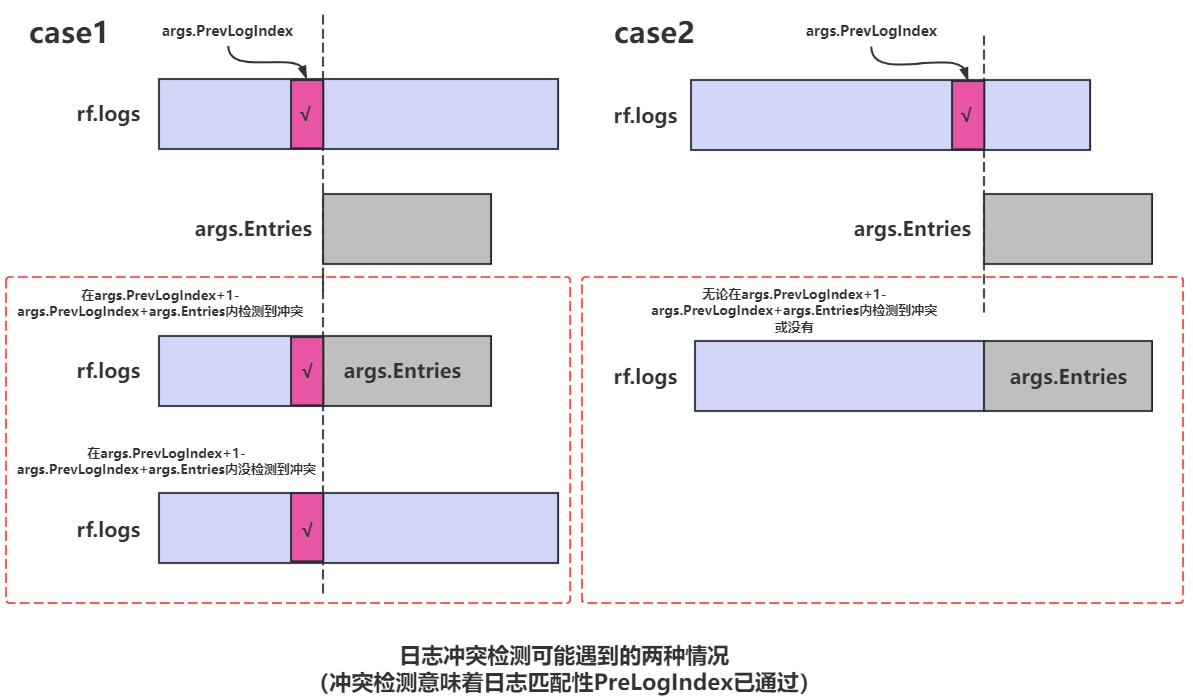 case1
args.PrevLogIndex
rf.logs
√
args.Entries
在args.PrevLogIndex+1-
args.PrevLogIndex+args.Entries内检测到冲突
rf.logs
√
args.Entries
在args.PrevLogIndex+1-
args.PrevLogIndex+args.Entries内没检测到冲突
rf.logs
√
case2
args.PrevLogIndex
rf.logs
√
args.Entries
无论在args.PrevLogIndex+1-
args.PrevLogIndex+args.Entries内检测到冲突
或没有
rf.logs
args.Entries
日志冲突检测可能遇到的两种情况
（冲突检测意味着日志匹配性PreLogIndex已通过）